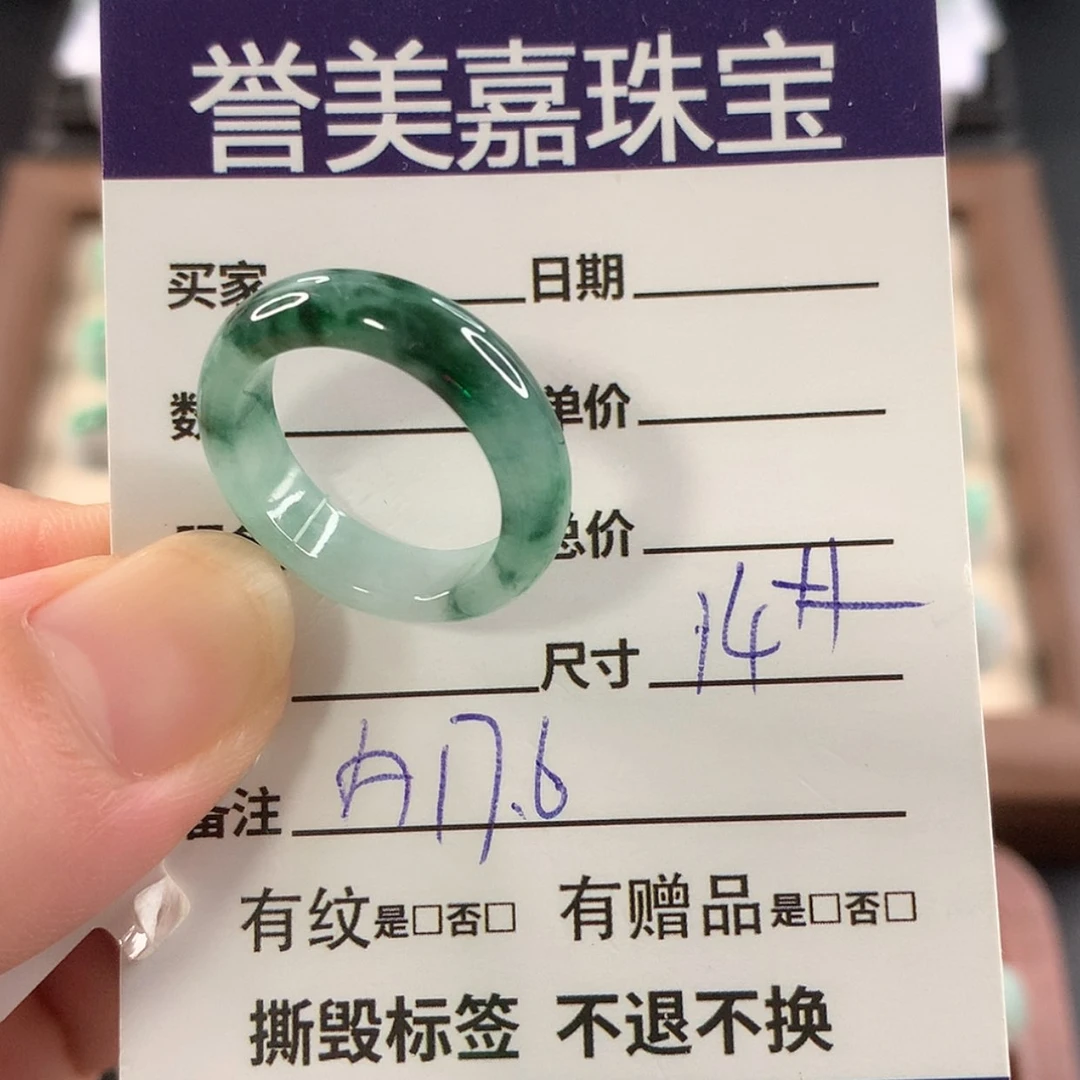 誉美嘉珠宝
买家 日期
数 单价
总价
尺寸 14#
备注 内17.6
有纹是□否□ 有赠品是□否□
撕毁标签 不退不换